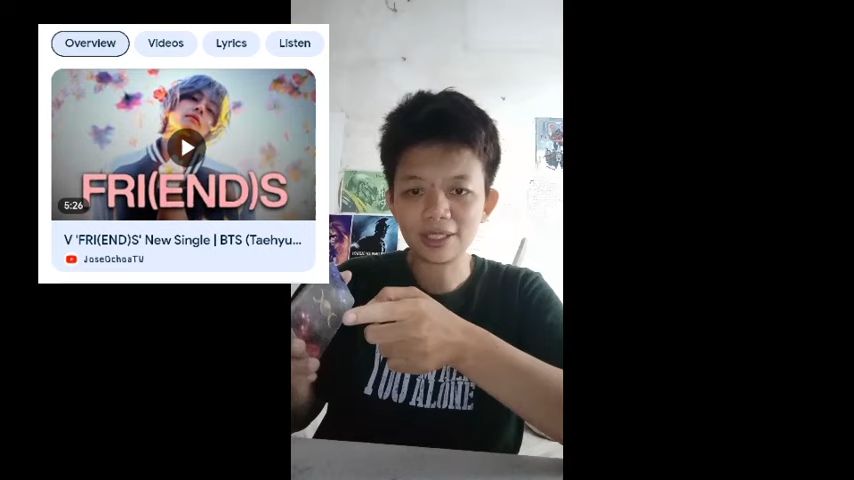 Overview
Videos
Lyrics
Listen
FRI(END)S
5:26
V 'FRI(END)S' New Single | BTS (Taehyu...
JoseOchoaTV
YOU ALONE